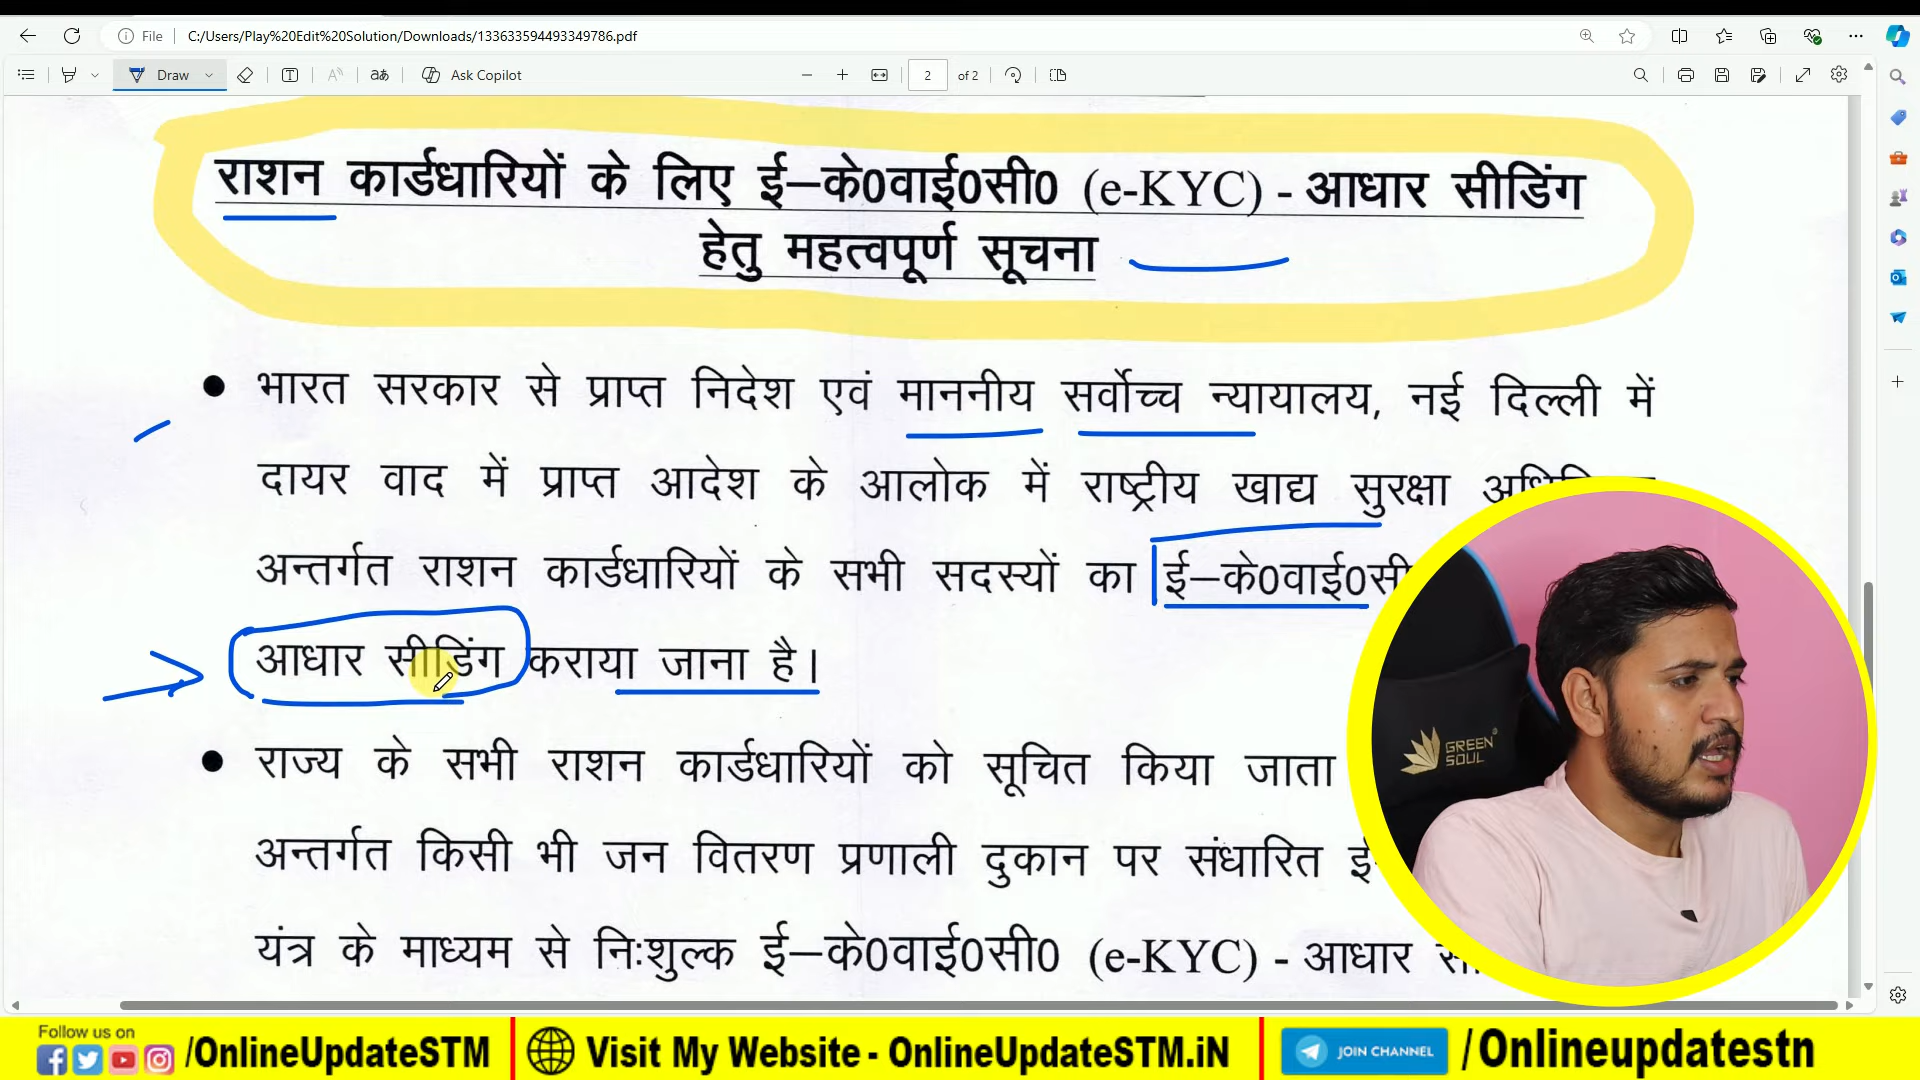 File
C:/Users/Play%20Edit%20Solution/Downloads/133633594493349786.pdf
Draw
Ask Copilot
2 of 2
राशन कार्डधारियों के लिए ई–के0वाई0सी0 (e-KYC) - आधार सीडिंग
हेतु महत्वपूर्ण सूचना
● भारत सरकार से प्राप्त निदेश एवं माननीय सर्वोच्च न्यायालय, नई दिल्ली में
दायर वाद में प्राप्त आदेश के आलोक में राष्ट्रीय खाद्य सुरक्षा
अन्तर्गत राशन कार्डधारियों के सभी सदस्यों का ई–के0वाई0सी
आधार सीडिंग कराया जाना है।
● राज्य के सभी राशन कार्डधारियों को सूचित किया जाता
अन्तर्गत किसी भी जन वितरण प्रणाली दुकान पर संधारित
यंत्र के माध्यम से निःशुल्क ई–के0वाई0सी0 (e-KYC) - आधार
GREEN
SOUL
Follow us on
/OnlineUpdateSTM
Visit My Website - OnlineUpdateSTM.iN
JOIN CHANNEL
/Onlineupdatestn